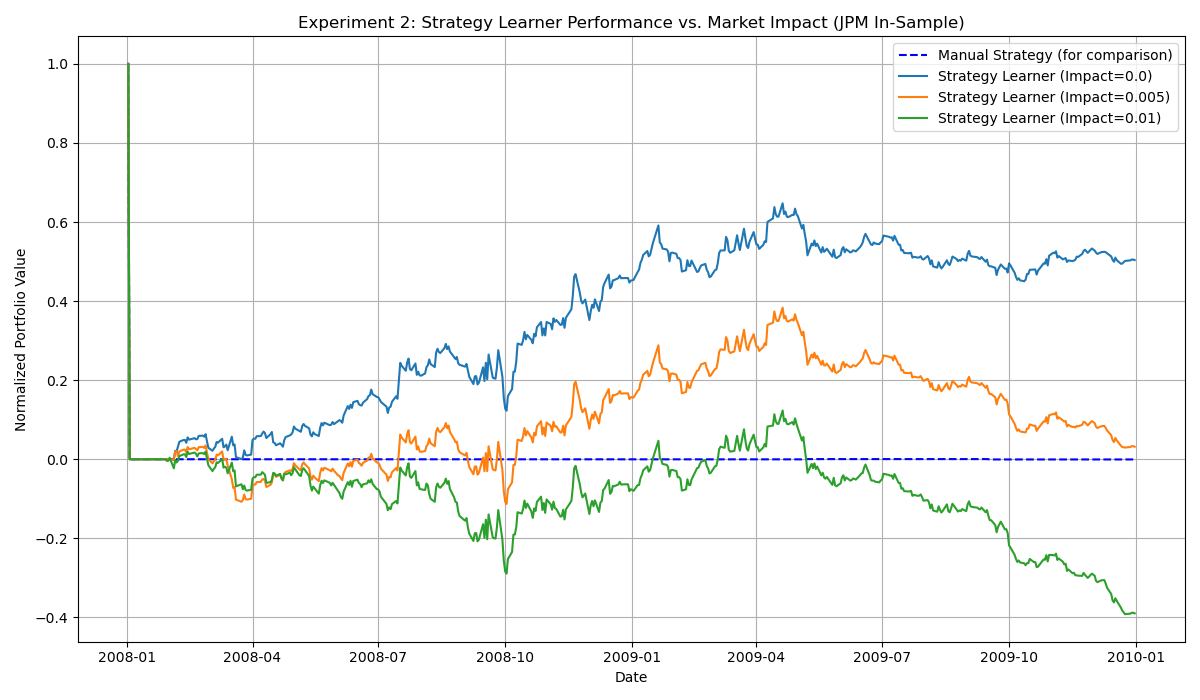 Experiment 2: Strategy Learner Performance vs. Market Impact (JPM In-Sample)
Manual Strategy (for comparison)
Strategy Learner (Impact=0.0)
Strategy Learner (Impact=0.005)
Strategy Learner (Impact=0.01)
Normalized Portfolio Value
1.0
0.8
0.6
0.4
0.2
0.0
−0.2
−0.4
2008-01 2008-04 2008-07 2008-10 2009-01 2009-04 2009-07 2009-10 2010-01
Date